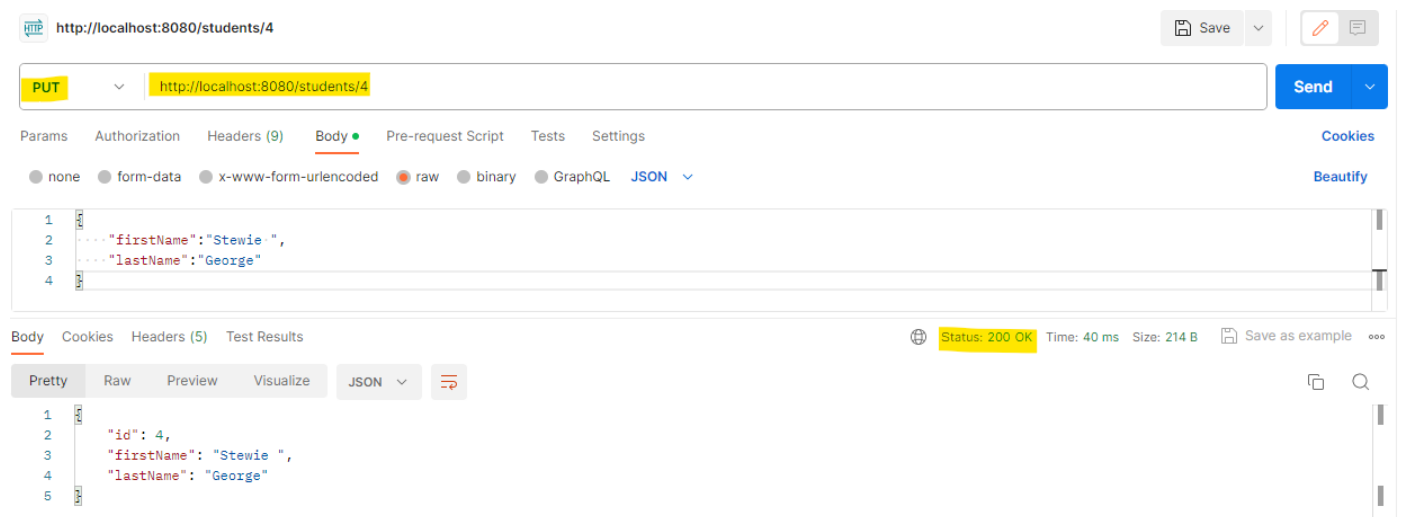 HTTP http://localhost:8080/students/4 Save
PUT http://localhost:8080/students/4 Send
Params Authorization Headers (9) Body Pre-request Script Tests Settings Cookies
none form-data x-www-form-urlencoded raw binary GraphQL JSON Beautify
1 {
2 ····"firstName":"Stewie·",
3 ····"lastName":"George"
4 }
Body Cookies Headers (5) Test Results Status: 200 OK Time: 40 ms Size: 214 B Save as example
Pretty Raw Preview Visualize JSON
1 {
2 "id": 4,
3 "firstName": "Stewie ",
4 "lastName": "George"
5 }